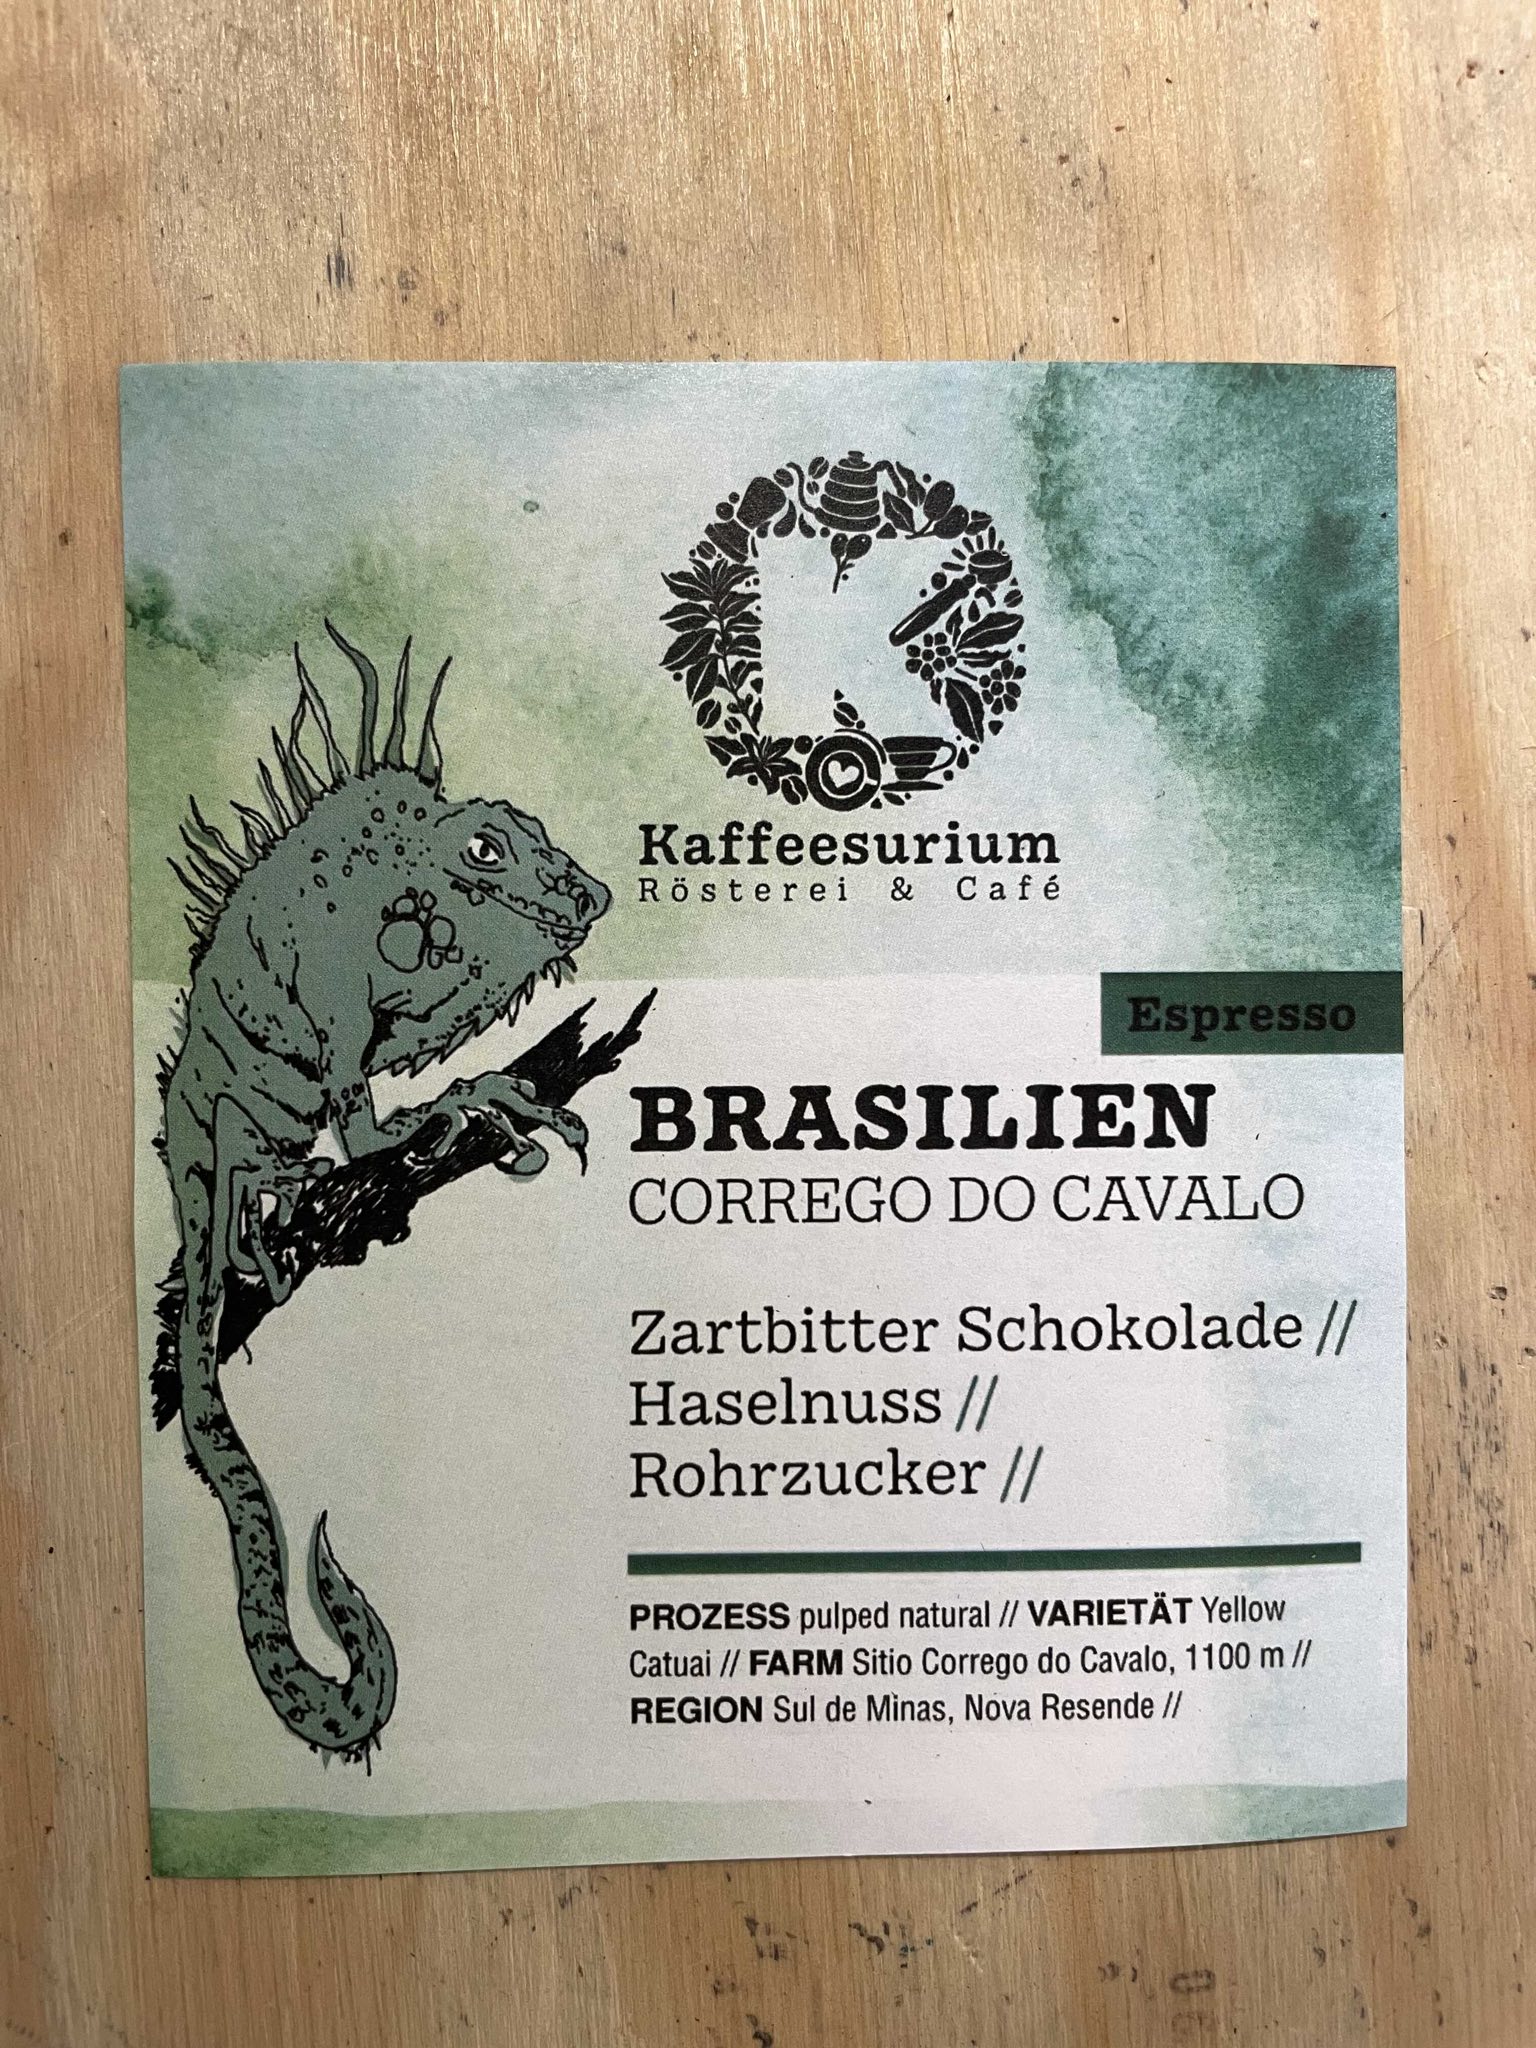 Kaffeesurium
Rösterei & Café
Espresso
BRASILIEN
CORREGO DO CAVALO
Zartbitter Schokolade //
Haselnuss //
Rohrzucker //
PROZESS pulped natural // VARIETÄT Yellow
Catuai // FARM Sitio Corrego do Cavalo, 1100 m //
REGION Sul de Minas, Nova Resende //